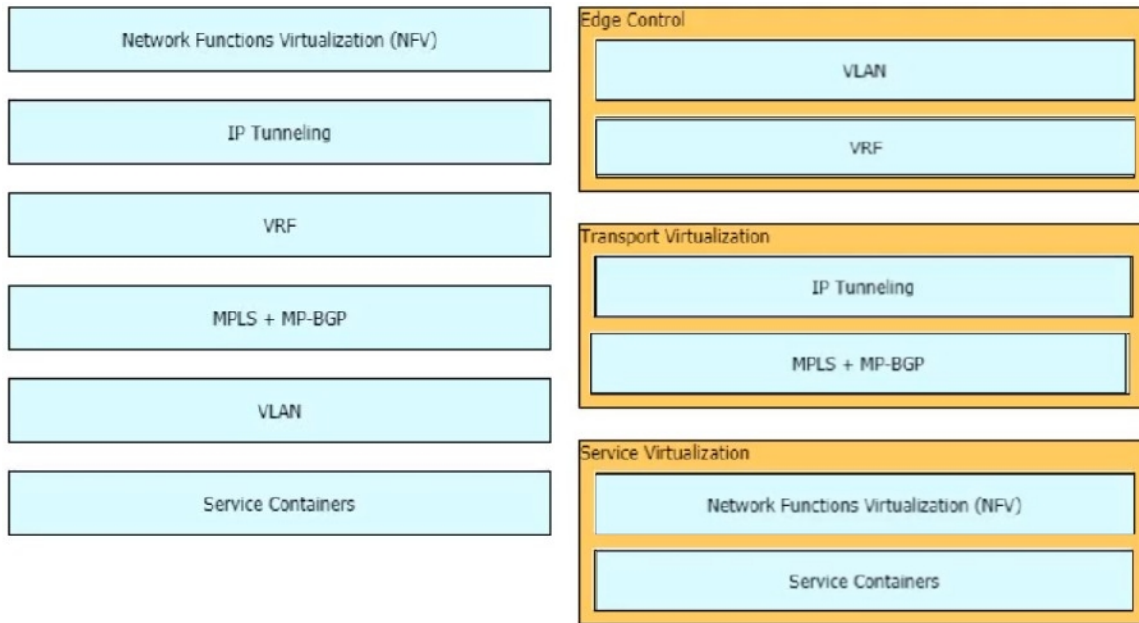 Network Functions Virtualization (NFV)
IP Tunneling
VRF
MPLS + MP-BGP
VLAN
Service Containers
Edge Control
VLAN
VRF
Transport Virtualization
IP Tunneling
MPLS + MP-BGP
Service Virtualization
Network Functions Virtualization (NFV)
Service Containers